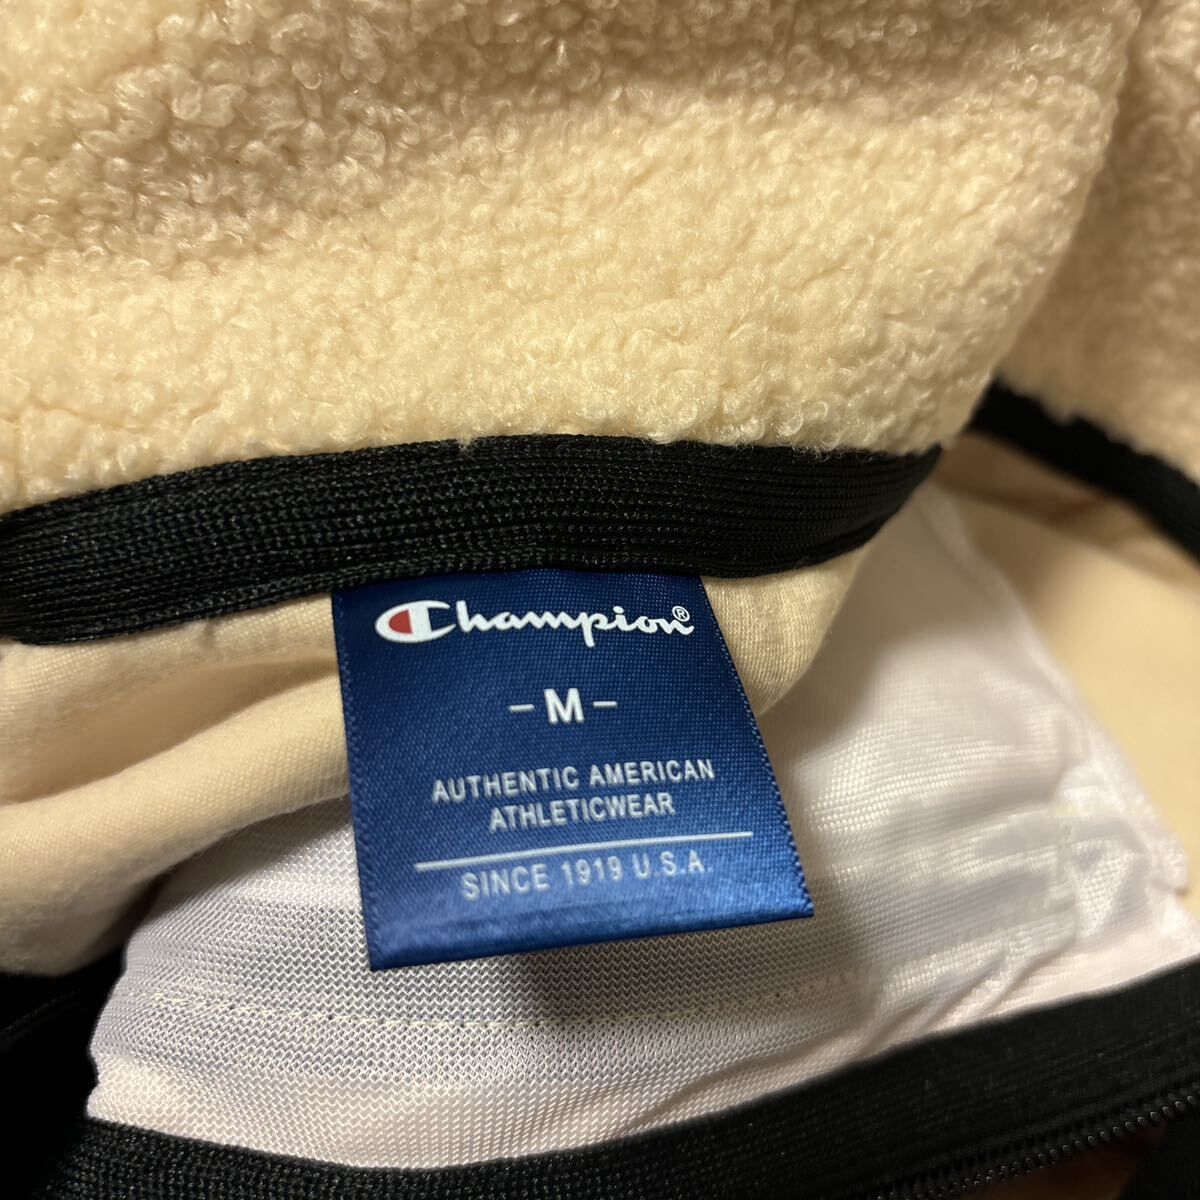 Champion®
- M -
AUTHENTIC AMERICAN
ATHLETICWEAR
SINCE 1919 U.S.A.